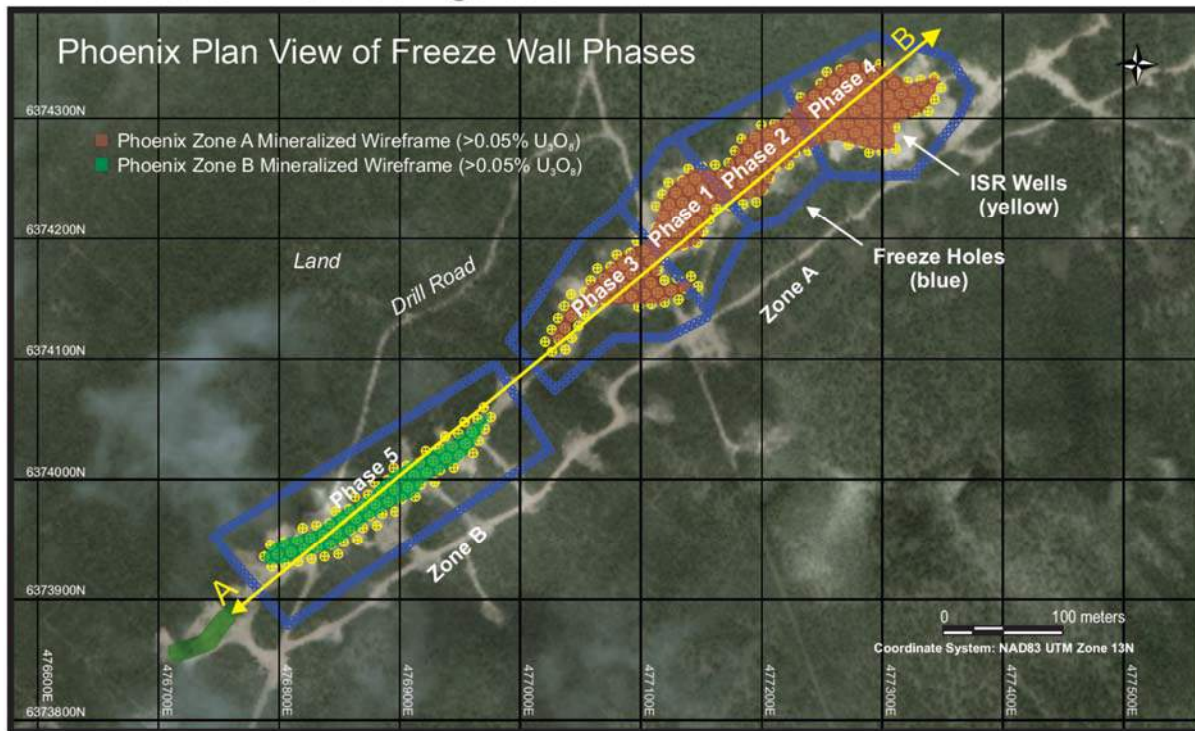 Phoenix Plan View of Freeze Wall Phases
Phoenix Zone A Mineralized Wireframe (>0.05% U₃O₈)
Phoenix Zone B Mineralized Wireframe (>0.05% U₃O₈)
6374300N
6374200N
6374100N
6374000N
6373900N
6373800N
B
Phase 4
Phase 2
Phase 1
Phase 3
Phase 5
ISR Wells
(yellow)
Freeze Holes
(blue)
Land
Drill Road
Zone A
Zone B
A
0 100 meters
Coordinate System: NAD83 UTM Zone 13N
476600E
476700E
476800E
476900E
477000E
477100E
477200E
477300E
477400E
477500E